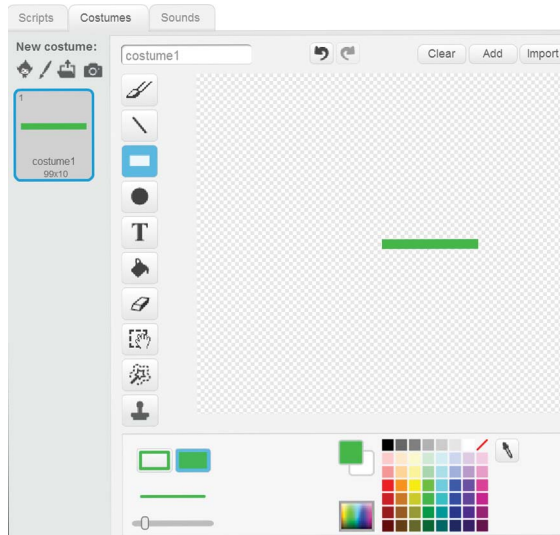 Scripts Costumes Sounds
New costume:
costume1 Clear Add Import
1
costume1
99x10
T